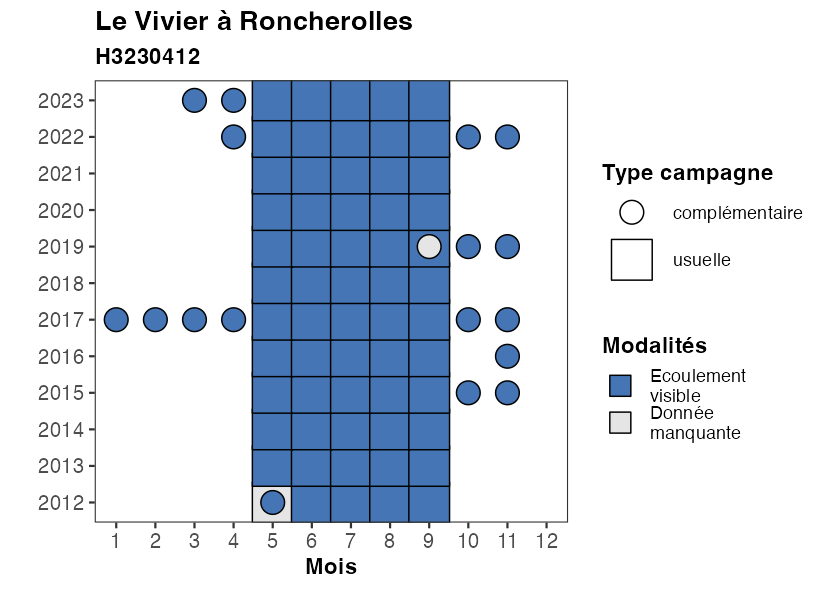 Le Vivier à Roncherolles
H3230412
2023
2022
2021
2020
2019
2018
2017
2016
2015
2014
2013
2012
1 2 3 4 5 6 7 8 9 10 11 12
Mois
Type campagne
complémentaire
usuelle
Modalités
Ecoulement
visible
Donnée
manquante